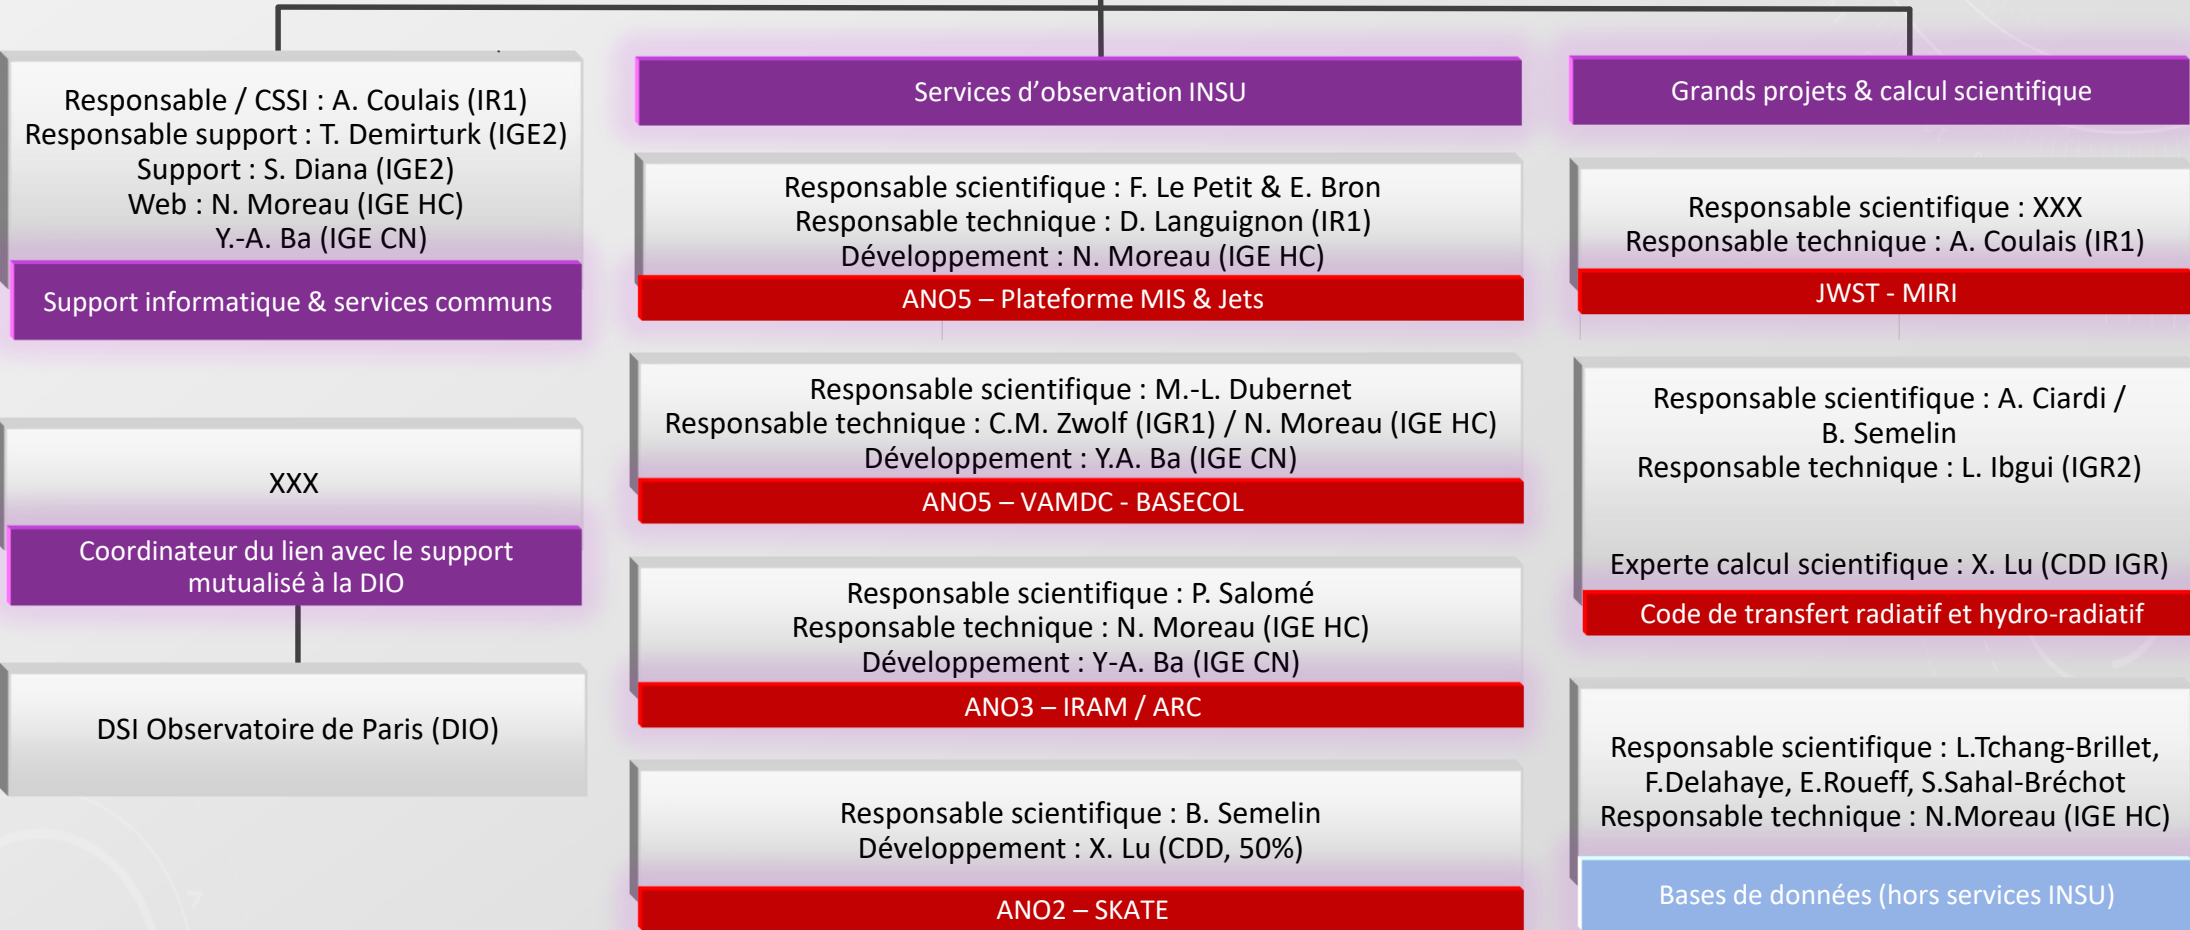 Responsable / CSSI : A. Coulais (IR1)
Responsable support : T. Demirturk (IGE2)
Support : S. Diana (IGE2)
Web : N. Moreau (IGE HC)
Y.-A. Ba (IGE CN)
Support informatique & services communs
XXX
Coordinateur du lien avec le support
mutualisé à la DIO
DSI Observatoire de Paris (DIO)
Services d'observation INSU
Responsable scientifique : F. Le Petit & E. Bron
Responsable technique : D. Languignon (IR1)
Développement : N. Moreau (IGE HC)
ANO5 – Plateforme MIS & Jets
Responsable scientifique : M.-L. Dubernet
Responsable technique : C.M. Zwolf (IGR1) / N. Moreau (IGE HC)
Développement : Y.A. Ba (IGE CN)
ANO5 – VAMDC - BASECOL
Responsable scientifique : P. Salomé
Responsable technique : N. Moreau (IGE HC)
Développement : Y-A. Ba (IGE CN)
ANO3 – IRAM / ARC
Responsable scientifique : B. Semelin
Développement : X. Lu (CDD, 50%)
ANO2 – SKATE
Grands projets & calcul scientifique
Responsable scientifique : XXX
Responsable technique : A. Coulais (IR1)
JWST - MIRI
Responsable scientifique : A. Ciardi /
B. Semelin
Responsable technique : L. Ibgui (IGR2)
Experte calcul scientifique : X. Lu (CDD IGR)
Code de transfert radiatif et hydro-radiatif
Responsable scientifique : L.Tchang-Brillet,
F.Delahaye, E.Roueff, S.Sahal-Bréchot
Responsable technique : N.Moreau (IGE HC)
Bases de données (hors services INSU)